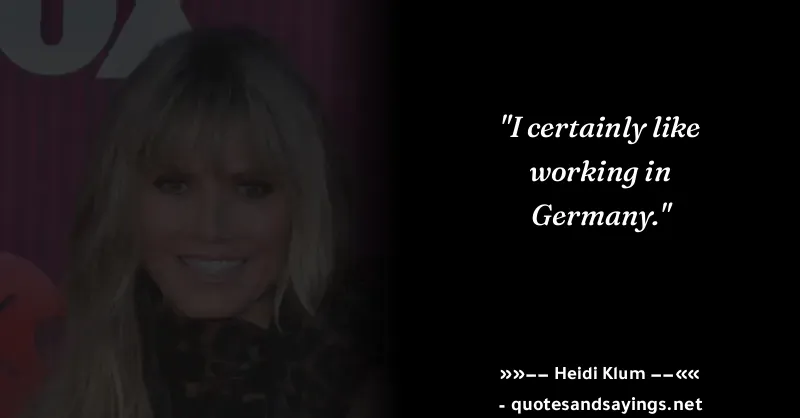 "I certainly like
working in
Germany."
»»−− Heidi Klum −−««
- quotesandsayings.net